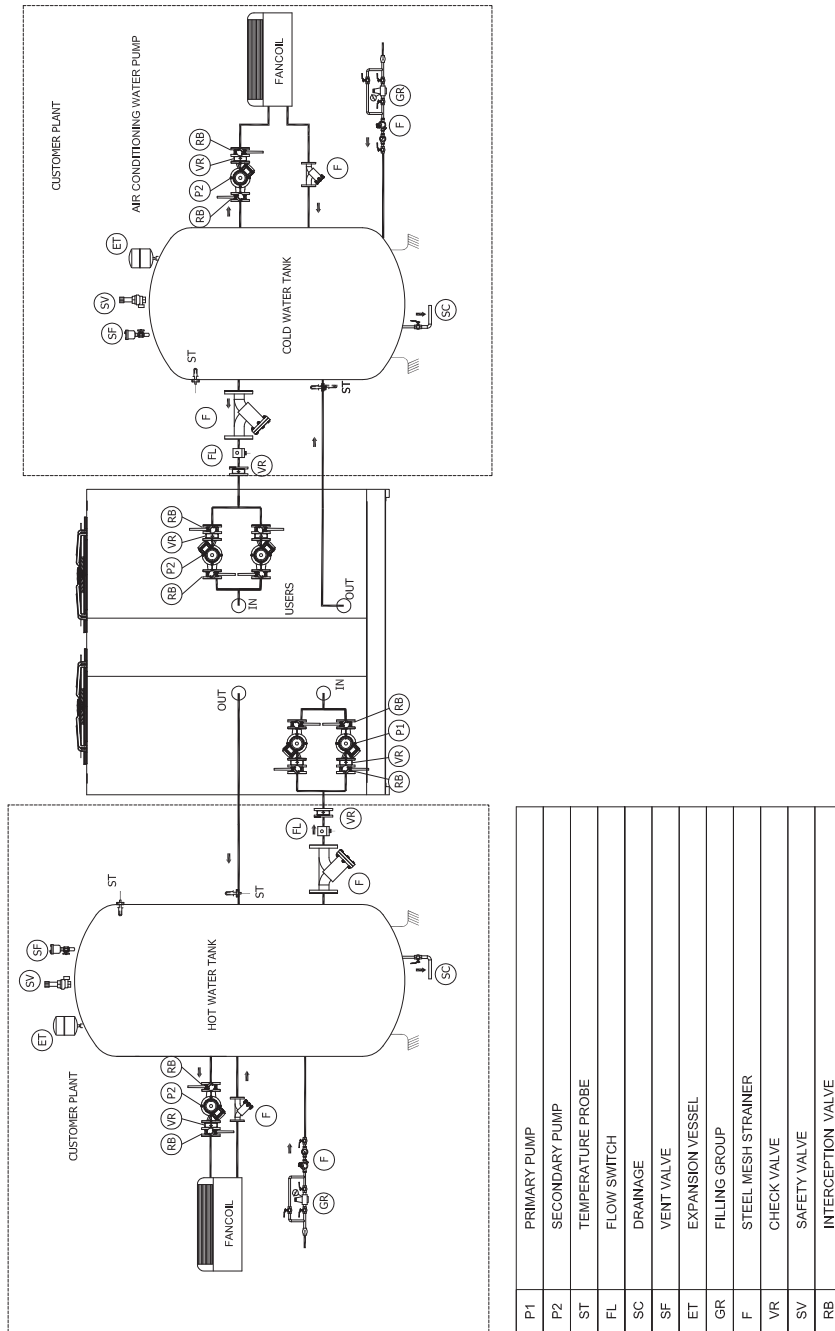 CUSTOMER PLANT
AIR CONDITIONING WATER PUMP
FANCOIL
RB
VR
P2
RB
F
GR
F
ET
SV
SF
ST
COLD WATER TANK
SC
ST
F
FL
VR
RB
VR
P2
RB
IN
USERS
OUT
OUT
IN
RB
P1
VR
RB
VR
FL
F
ST
ST
SF
SV
ET
HOT WATER TANK
SC
CUSTOMER PLANT
RB
P2
VR
RB
F
FANCOIL
F
GR
P1 PRIMARY PUMP
P2 SECONDARY PUMP
ST TEMPERATURE PROBE
FL FLOW SWITCH
SC DRAINAGE
SF VENT VALVE
ET EXPANSION VESSEL
GR FILLING GROUP
F STEEL MESH STRAINER
VR CHECK VALVE
SV SAFETY VALVE
RB INTERCEPTION VALVE